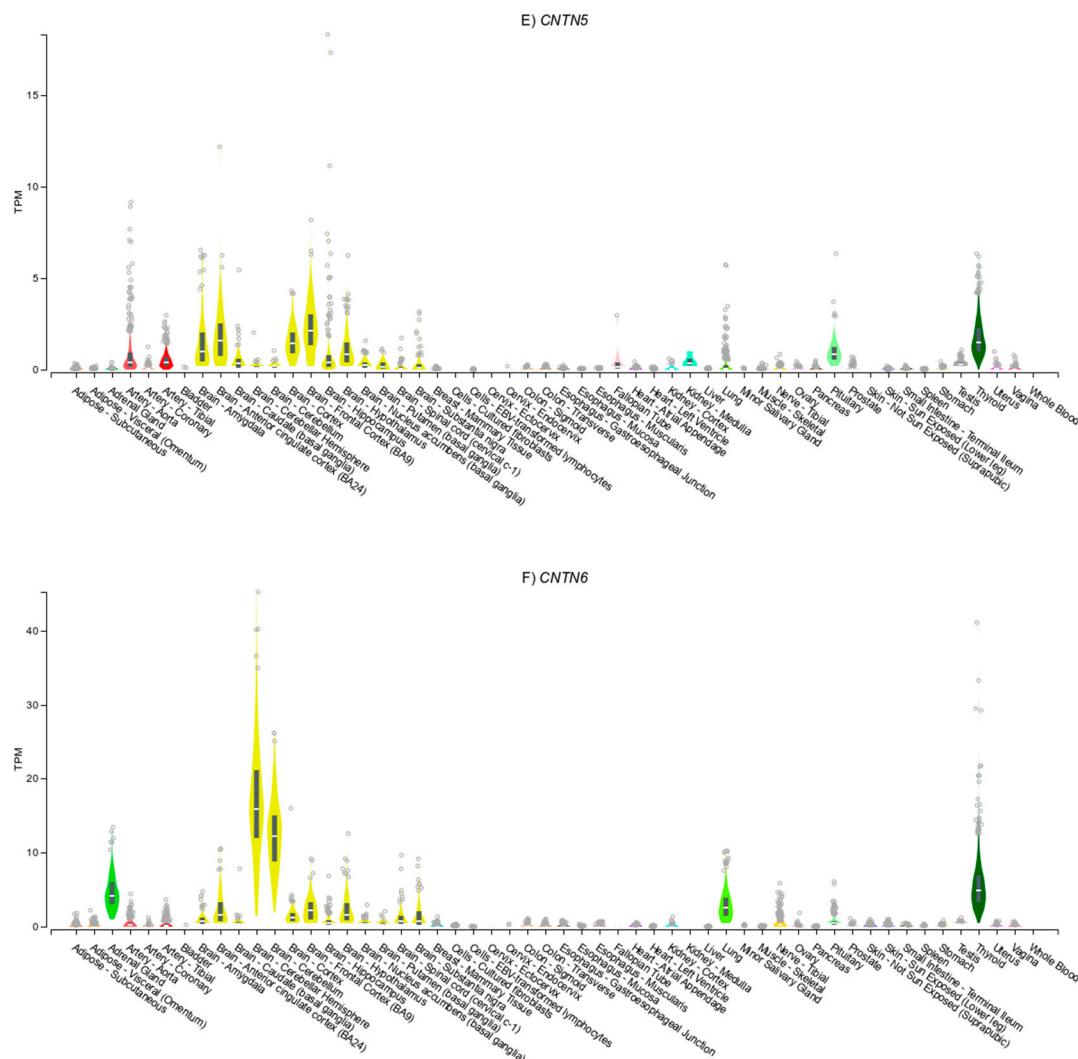 E) CNTN5
15
10
5
0
TPM
Adipose - Subcutaneous
Adipose - Visceral (Omentum)
Adrenal Gland
Artery - Aorta
Artery - Coronary
Artery - Tibial
Bladder
Brain - Amygdala
Brain - Anterior cingulate cortex (BA24)
Brain - Caudate (basal ganglia)
Brain - Cerebellar Hemisphere
Brain - Cerebellum
Brain - Cortex
Brain - Frontal Cortex (BA9)
Brain - Hippocampus
Brain - Hypothalamus
Brain - Nucleus accumbens (basal ganglia)
Brain - Putamen (basal ganglia)
Brain - Spinal cord (cervical c-1)
Brain - Substantia nigra
Breast - Mammary Tissue
Cells - Cultured fibroblasts
Cells - EBV-transformed lymphocytes
Cervix - Ectocervix
Cervix - Endocervix
Colon - Sigmoid
Colon - Transverse
Esophagus - Gastroesophageal Junction
Esophagus - Mucosa
Esophagus - Muscularis
Fallopian Tube
Heart - Atrial Appendage
Heart - Left Ventricle
Kidney - Cortex
Kidney - Medulla
Liver
Lung
Minor Salivary Gland
Muscle - Skeletal
Nerve - Tibial
Ovary
Pancreas
Pituitary
Prostate
Skin - Not Sun Exposed (Suprapubic)
Skin - Sun Exposed (Lower leg)
Small Intestine - Terminal Ileum
Spleen
Stomach
Testis
Thyroid
Uterus
Vagina
Whole Blood
F) CNTN6
40
30
20
10
0
TPM
Adipose - Subcutaneous
Adipose - Visceral (Omentum)
Adrenal Gland
Artery - Aorta
Artery - Coronary
Artery - Tibial
Bladder
Brain - Amygdala
Brain - Anterior cingulate cortex (BA24)
Brain - Caudate (basal ganglia)
Brain - Cerebellar Hemisphere
Brain - Cerebellum
Brain - Cortex
Brain - Frontal Cortex (BA9)
Brain - Hippocampus
Brain - Hypothalamus
Brain - Nucleus accumbens (basal ganglia)
Brain - Putamen (basal ganglia)
Brain - Spinal cord (cervical c-1)
Brain - Substantia nigra
Breast - Mammary Tissue
Cells - Cultured fibroblasts
Cells - EBV-transformed lymphocytes
Cervix - Ectocervix
Cervix - Endocervix
Colon - Sigmoid
Colon - Transverse
Esophagus - Gastroesophageal Junction
Esophagus - Mucosa
Esophagus - Muscularis
Fallopian Tube
Heart - Atrial Appendage
Heart - Left Ventricle
Kidney - Cortex
Kidney - Medulla
Liver
Lung
Minor Salivary Gland
Muscle - Skeletal
Nerve - Tibial
Ovary
Pancreas
Pituitary
Prostate
Skin - Not Sun Exposed (Suprapubic)
Skin - Sun Exposed (Lower leg)
Small Intestine - Terminal Ileum
Spleen
Stomach
Testis
Thyroid
Uterus
Vagina
Whole Blood